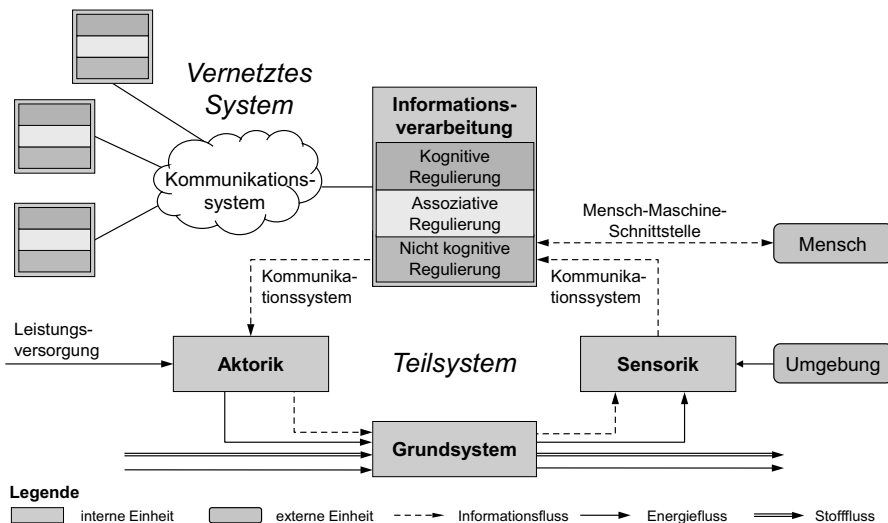 Vernetztes
System
Kommunikations-
system
Informations-
verarbeitung
Kognitive
Regulierung
Assoziative
Regulierung
Nicht kognitive
Regulierung
Mensch-Maschine-
Schnittstelle
Mensch
Kommunika-
tionssystem
Kommunika-
tionssystem
Leistungs-
versorgung
Aktorik
Teilsystem
Sensorik
Umgebung
Grundsystem
Legende
interne Einheit
externe Einheit
Informationsfluss
Energiefluss
Stofffluss